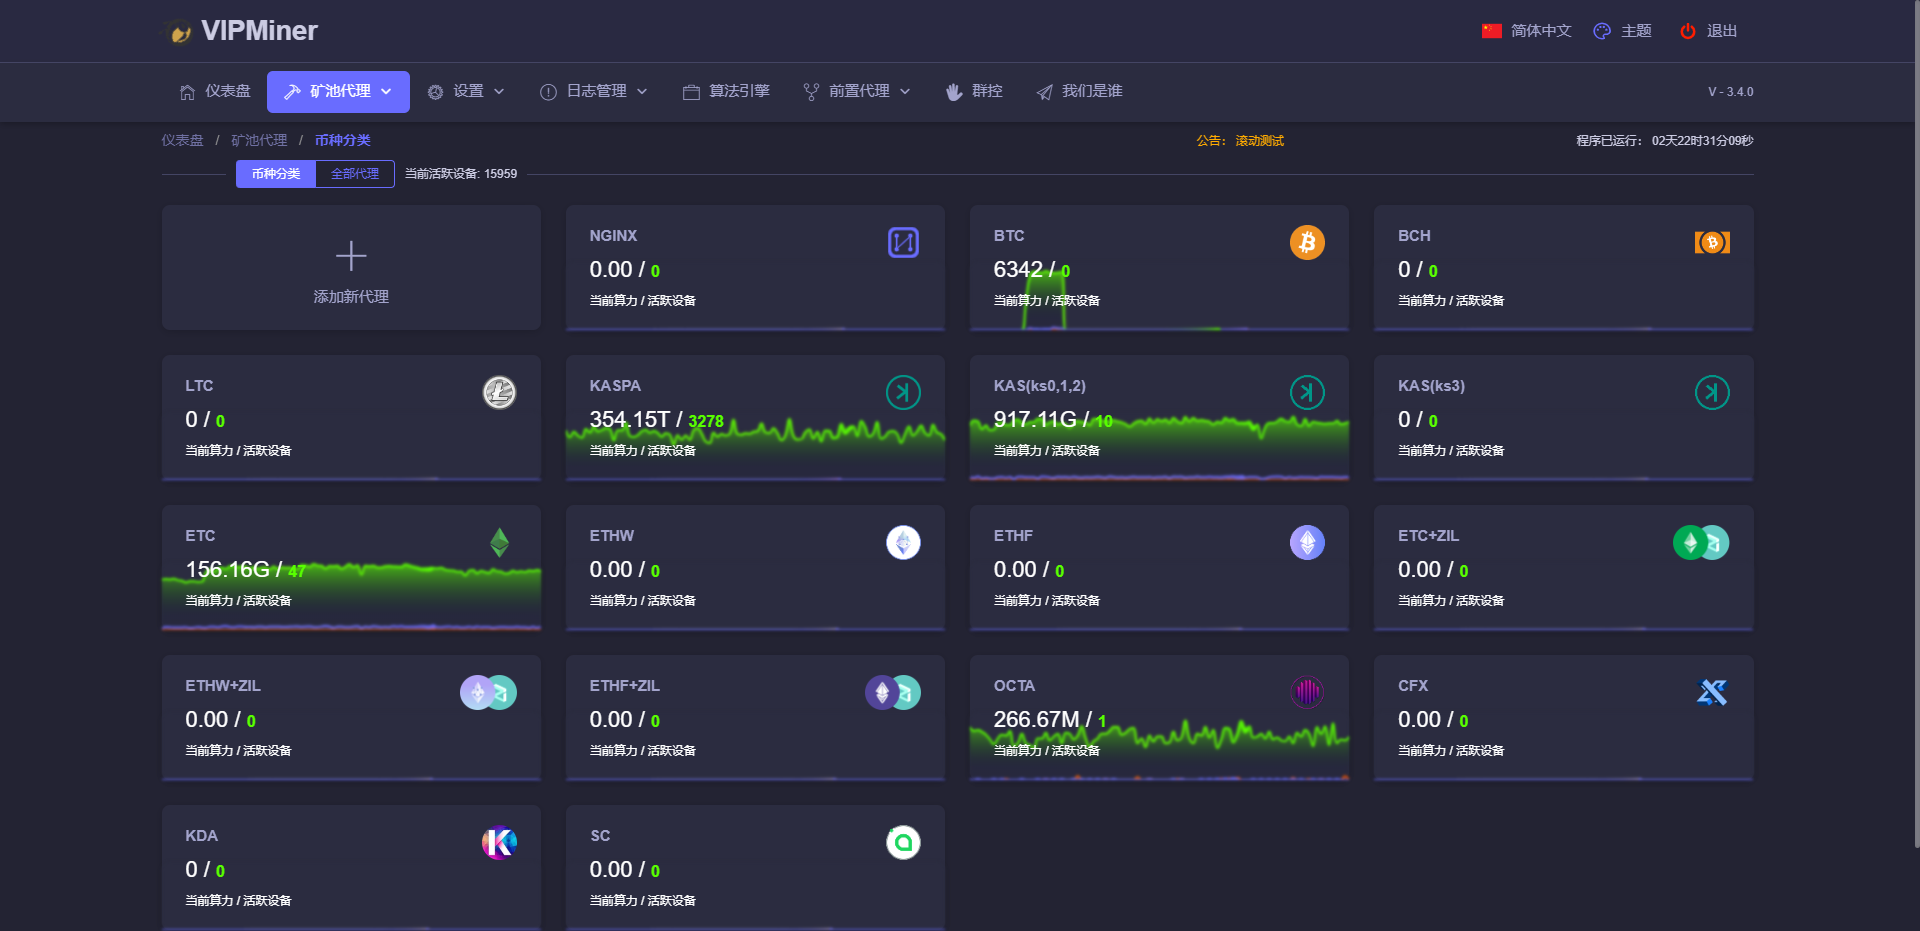 VIPMiner
简体中文
主题
退出
仪表盘
矿池代理
设置
日志管理
算法引擎
前置代理
群控
我们是谁
V - 3.4.0
仪表盘 / 矿池代理 / 币种分类
公告： 滚动测试
程序已运行： 02天22时31分09秒
币种分类
全部代理
当前活跃设备: 15959
添加新代理
NGINX
0.00 / 0
当前算力 / 活跃设备
BTC
6342 / 0
当前算力 / 活跃设备
BCH
0 / 0
当前算力 / 活跃设备
LTC
0 / 0
当前算力 / 活跃设备
KASPA
354.15T / 3278
当前算力 / 活跃设备
KAS(ks0,1,2)
917.11G / 10
当前算力 / 活跃设备
KAS(ks3)
0 / 0
当前算力 / 活跃设备
ETC
156.16G / 47
当前算力 / 活跃设备
ETHW
0.00 / 0
当前算力 / 活跃设备
ETHF
0.00 / 0
当前算力 / 活跃设备
ETC+ZIL
0.00 / 0
当前算力 / 活跃设备
ETHW+ZIL
0.00 / 0
当前算力 / 活跃设备
ETHF+ZIL
0.00 / 0
当前算力 / 活跃设备
OCTA
266.67M / 1
当前算力 / 活跃设备
CFX
0.00 / 0
当前算力 / 活跃设备
KDA
0 / 0
当前算力 / 活跃设备
SC
0.00 / 0
当前算力 / 活跃设备